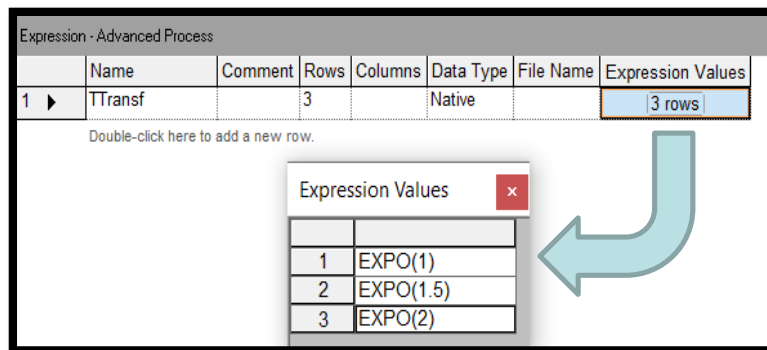 Expression - Advanced Process
Name Comment Rows Columns Data Type File Name Expression Values
1 TTransf 3 Native 3 rows
Double-click here to add a new row.
Expression Values ×
1 EXPO(1)
2 EXPO(1.5)
3 EXPO(2)